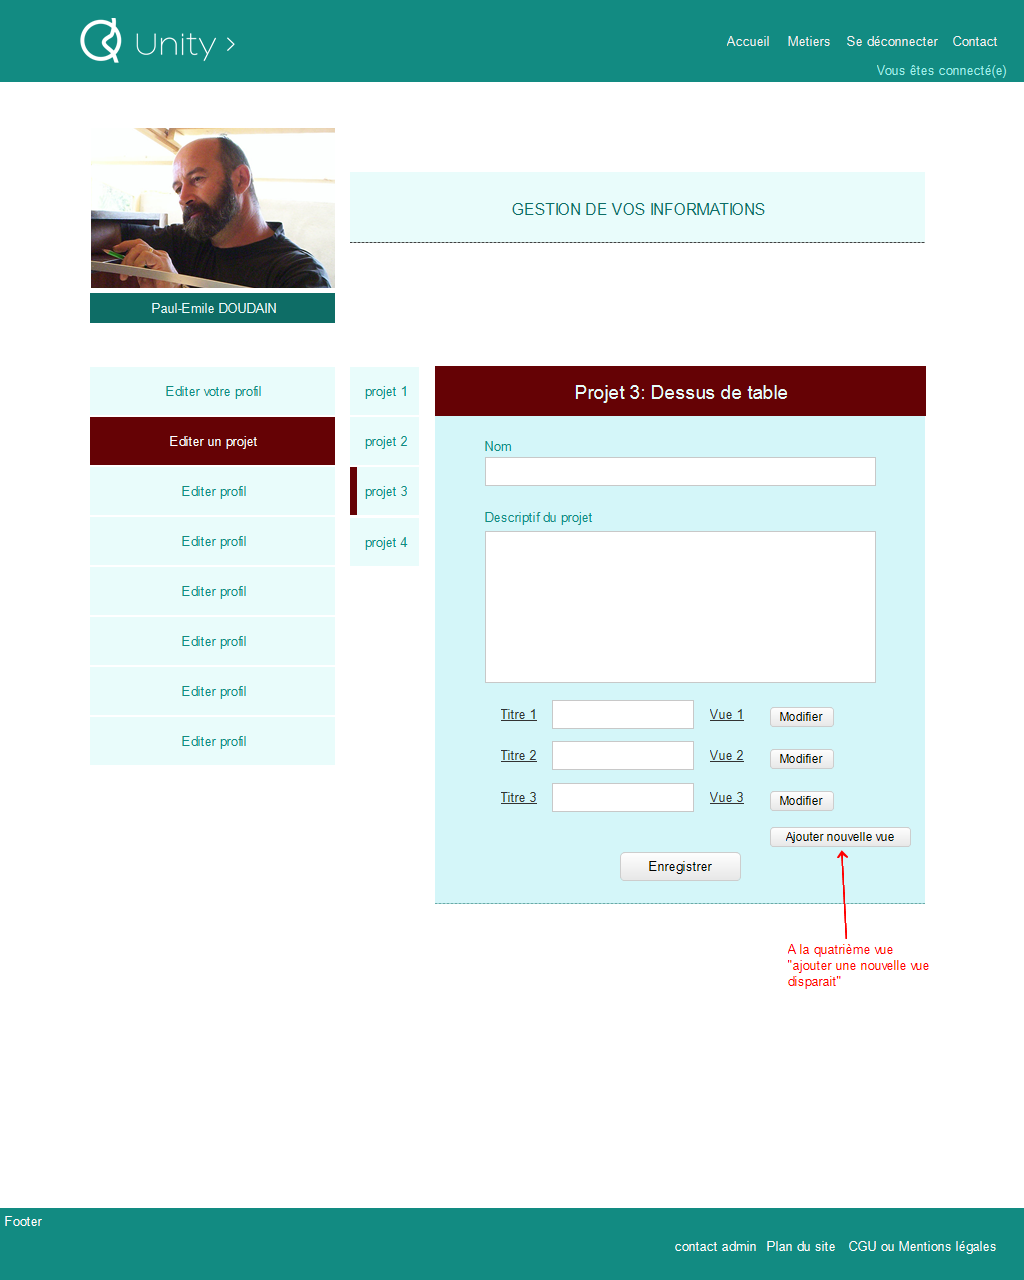 Unity >
Accueil Metiers Se déconnecter Contact
Vous êtes connecté(e)
GESTION DE VOS INFORMATIONS
Paul-Emile DOUDAIN
Editer votre profil
Editer un projet
Editer profil
Editer profil
Editer profil
Editer profil
Editer profil
Editer profil
projet 1
projet 2
projet 3
projet 4
Projet 3: Dessus de table
Nom
Descriptif du projet
Titre 1 Vue 1 Modifier
Titre 2 Vue 2 Modifier
Titre 3 Vue 3 Modifier
Ajouter nouvelle vue
Enregistrer
A la quatrième vue
"ajouter une nouvelle vue
disparait"
Footer
contact admin Plan du site CGU ou Mentions légales